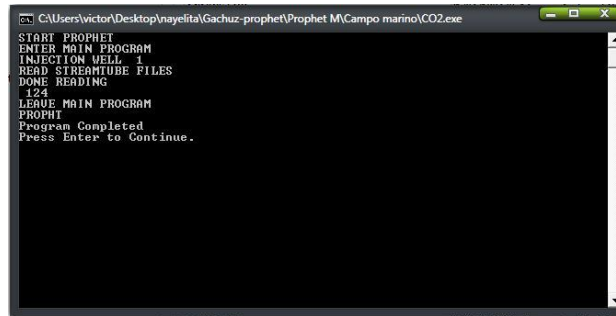 C:\Users\victor\Desktop\nayelita\Gachuz-prophet\Prophet M\Campo marino\CO2.exe
START PROPHET
ENTER MAIN PROGRAM
INJECTION WELL 1
READ STREAMTUBE FILES
DONE READING
124
LEAVE MAIN PROGRAM
PROPHT
Program Completed
Press Enter to Continue.